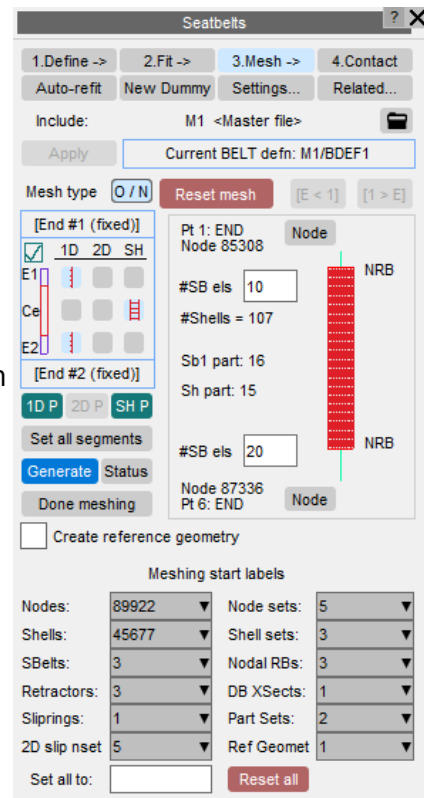 Seatbelts
? X
1.Define -> 2.Fit -> 3.Mesh -> 4.Contact
Auto-refit New Dummy Settings... Related...
Include: M1 <Master file>
Apply Current BELT defn: M1/BDEF1
Mesh type O / N Reset mesh [E < 1] [1 > E]
[End #1 (fixed)]
1D 2D SH
E1
Ce
E2
[End #2 (fixed)]
1D P 2D P SH P
Set all segments
Generate Status
Done meshing
Pt 1: END
Node 85308 Node
NRB
#SB els 10
#Shells = 107
Sb1 part: 16
Sh part: 15
#SB els 20
NRB
Node 87336
Pt 6: END Node
n
Create reference geometry
Meshing start labels
Nodes: 89922 Node sets: 5
Shells: 45677 Shell sets: 3
SBelts: 3 Nodal RBs: 3
Retractors: 3 DB XSects: 1
Sliprings: 1 Part Sets: 2
2D slip nset 5 Ref Geomet 1
Set all to: Reset all